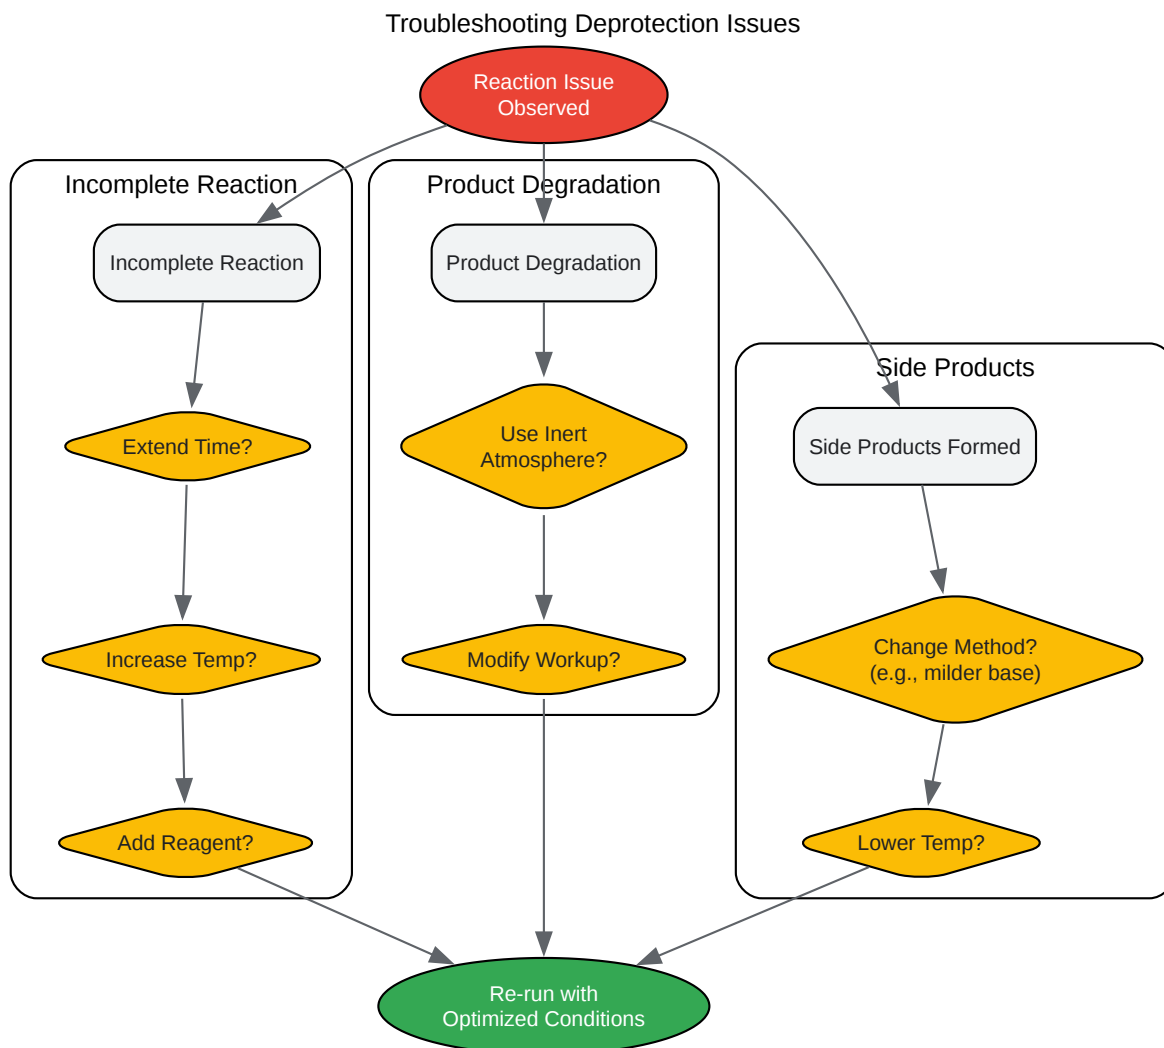 Troubleshooting Deprotection Issues
Reaction Issue
Observed
Incomplete Reaction
Incomplete Reaction
Extend Time?
Increase Temp?
Add Reagent?
Product Degradation
Product Degradation
Use Inert
Atmosphere?
Modify Workup?
Side Products
Side Products Formed
Change Method?
(e.g., milder base)
Lower Temp?
Re-run with
Optimized Conditions